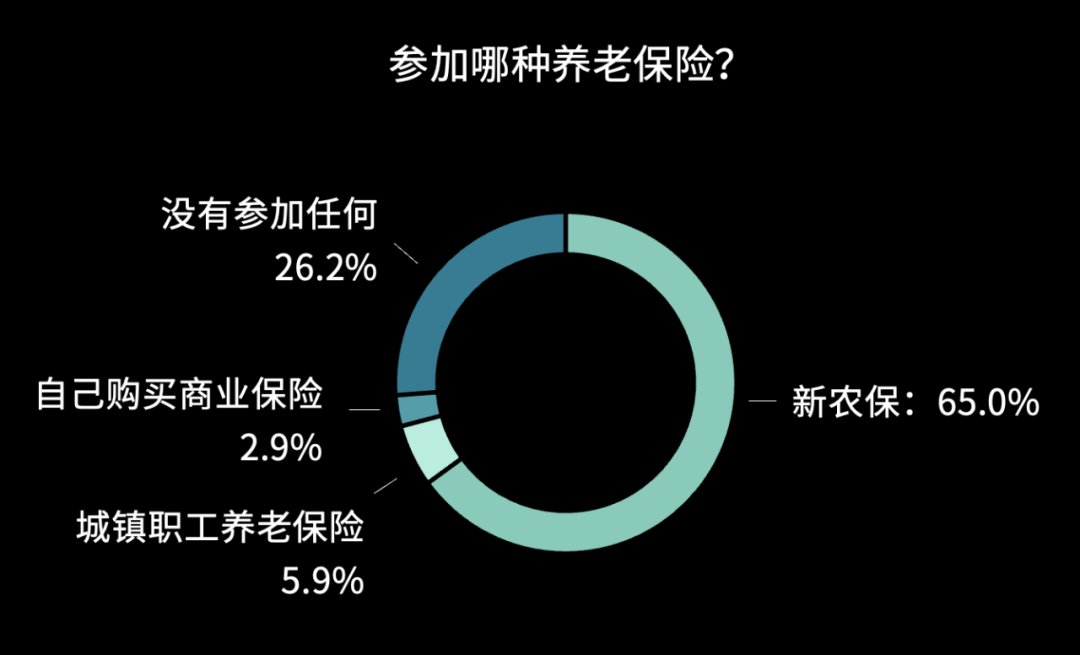 参加哪种养老保险？
没有参加任何
26.2%
自己购买商业保险
2.9%
城镇职工养老保险
5.9%
新农保：65.0%